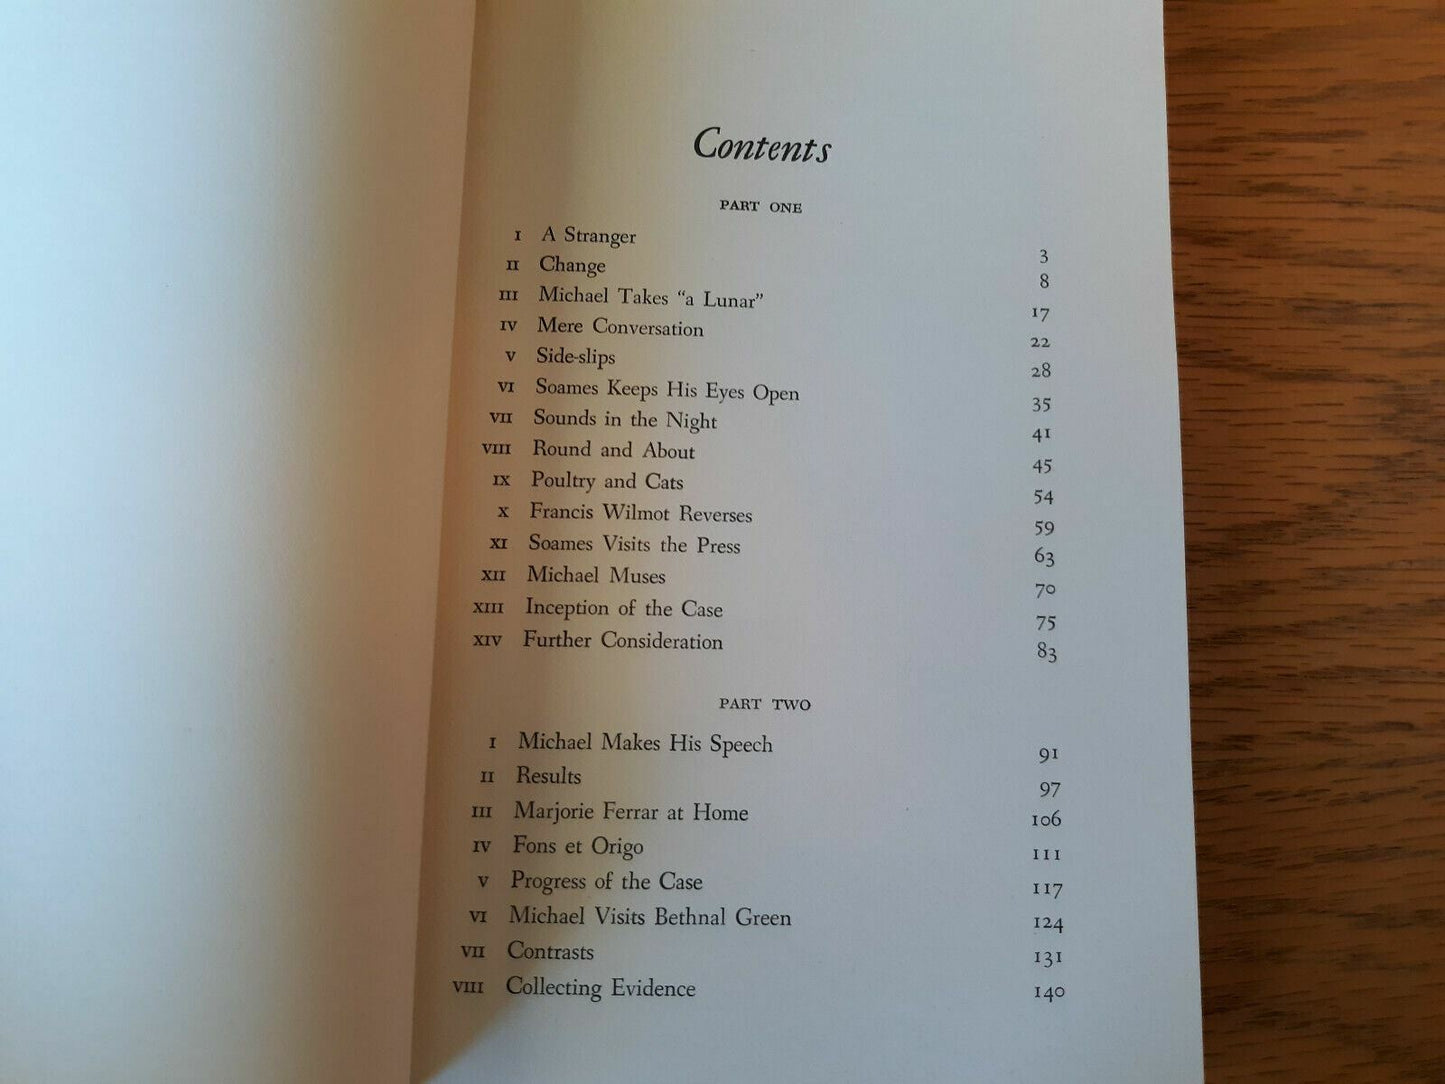 Contents
PART ONE
I A Stranger 3
II Change 8
III Michael Takes “a Lunar” 17
IV Mere Conversation 22
V Side-slips 28
VI Soames Keeps His Eyes Open 35
VII Sounds in the Night 41
VIII Round and About 45
IX Poultry and Cats 54
X Francis Wilmot Reverses 59
XI Soames Visits the Press 63
XII Michael Muses 70
XIII Inception of the Case 75
XIV Further Consideration 83
PART TWO
I Michael Makes His Speech 91
II Results 97
III Marjorie Ferrar at Home 106
IV Fons et Origo 111
V Progress of the Case 117
VI Michael Visits Bethnal Green 124
VII Contrasts 131
VIII Collecting Evidence 140